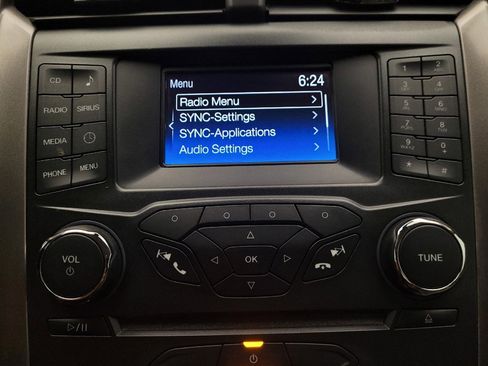 Menu 6:24
Radio Menu >
SYNC-Settings >
SYNC-Applications >
Audio Settings >
CD
RADIO SIRIUS
MEDIA
PHONE MENU
1 2 ABC
3 DEF 4 GHI
5 JKL 6 MNO
7 PQRS 8 TUV
9 WXYZ 0 +
* #
VOL
OK
TUNE